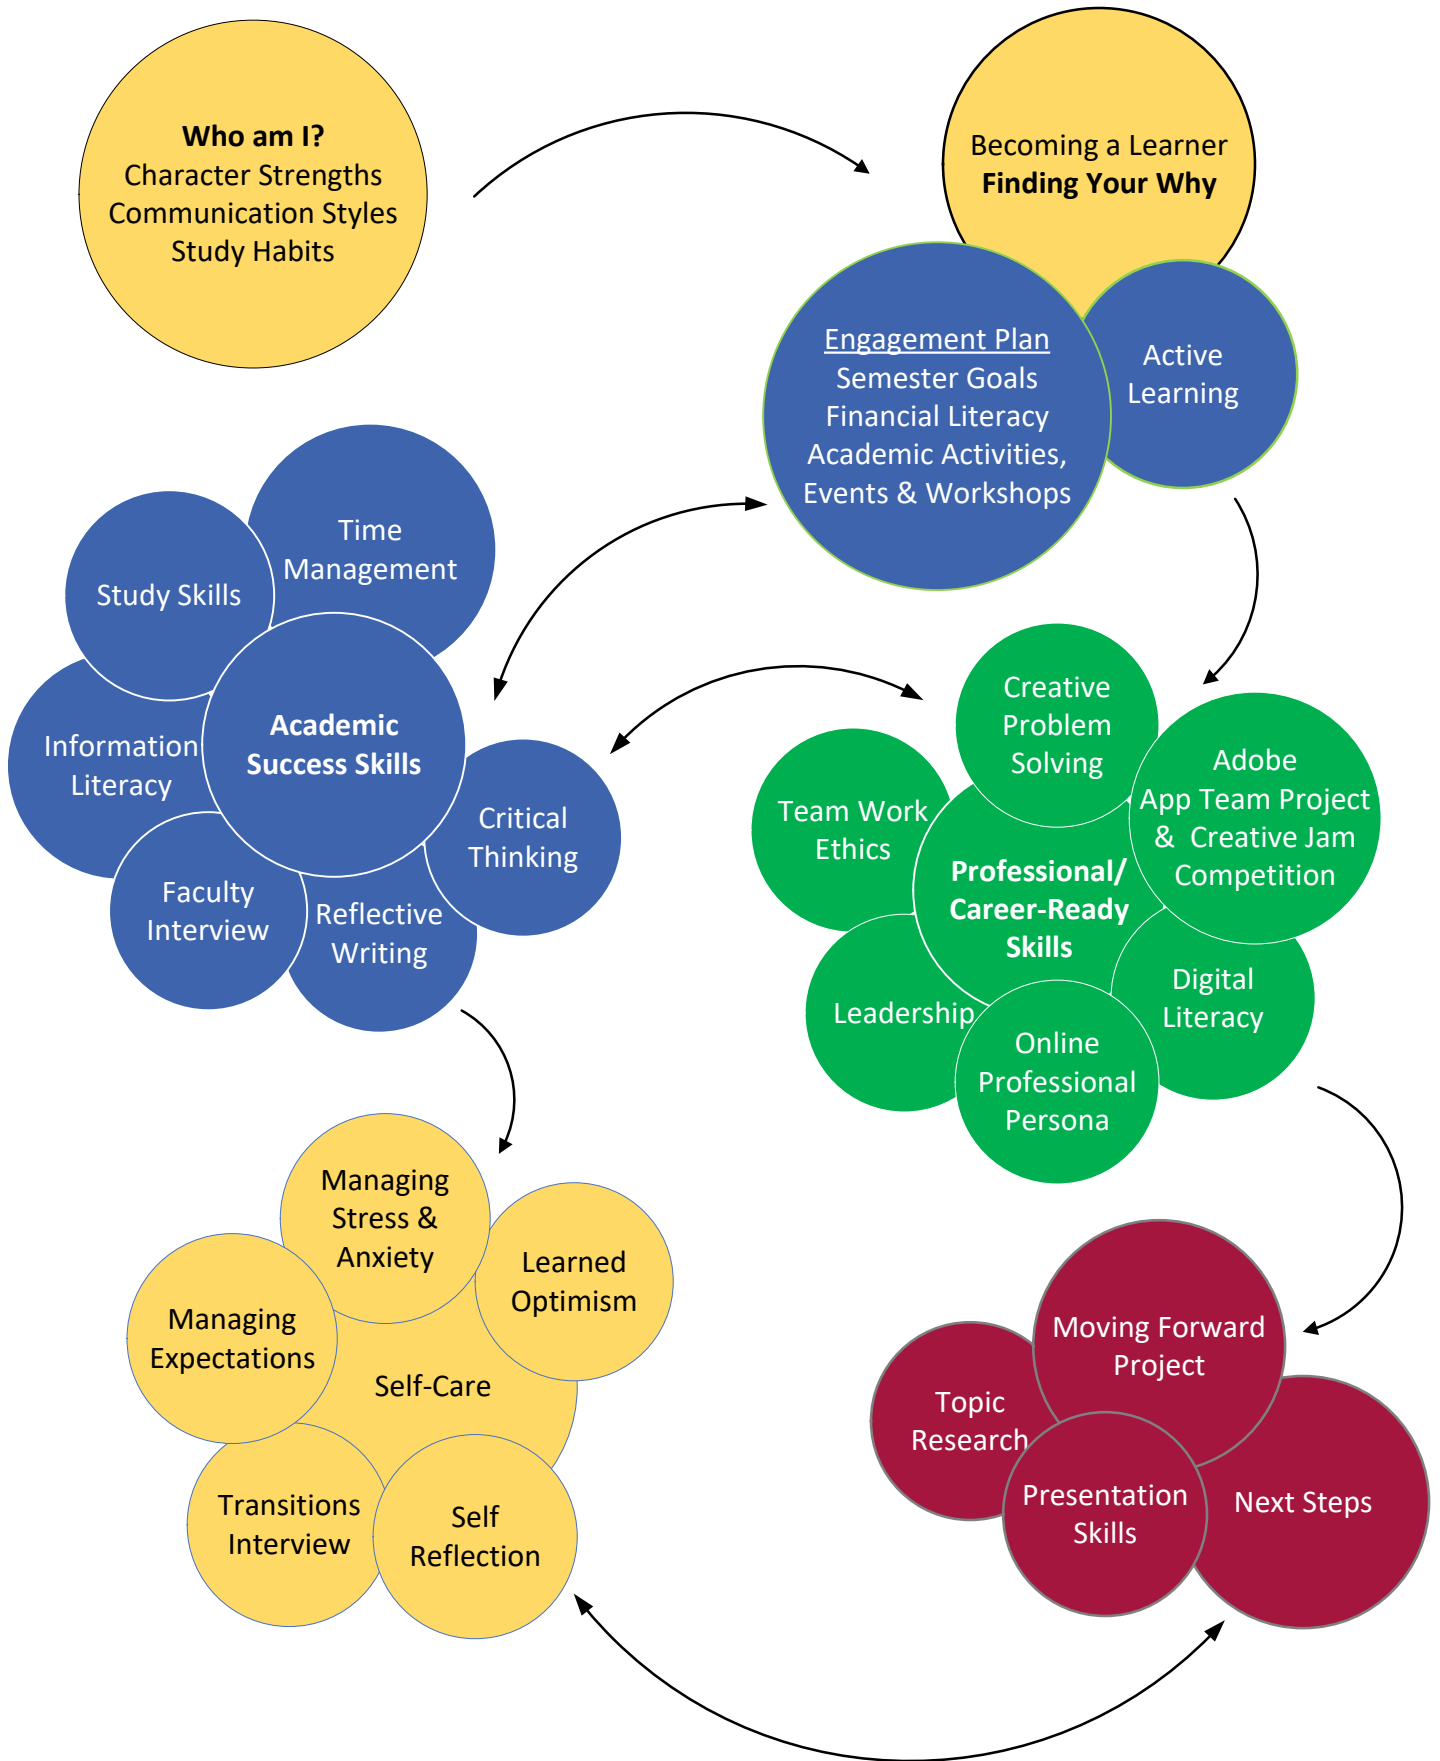 Who am I?
Character Strengths
Communication Styles
Study Habits
Becoming a Learner
Finding Your Why
Engagement Plan
Semester Goals
Financial Literacy
Academic Activities,
Events & Workshops
Active
Learning
Time
Management
Study Skills
Information
Literacy
Academic
Success Skills
Critical
Thinking
Faculty
Interview
Reflective
Writing
Creative
Problem
Solving
Adobe
App Team Project
& Creative Jam
Competition
Team Work
Ethics
Professional/
Career-Ready
Skills
Leadership
Digital
Literacy
Online
Professional
Persona
Managing
Stress &
Anxiety
Learned
Optimism
Managing
Expectations
Self-Care
Transitions
Interview
Self
Reflection
Moving Forward
Project
Topic
Research
Presentation
Skills
Next Steps